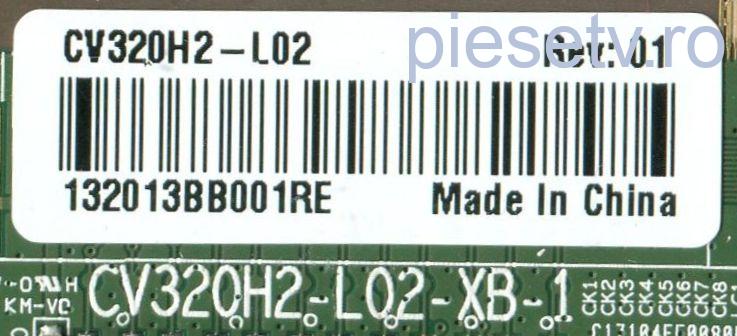 CV320H2-L02 Rev: 01
piesetv.ro
132013BB001RE Made In China
CV320H2-L02-XB-1
CK1
CK2
CK3
CK4
CK5
CK6
CK7
CK8